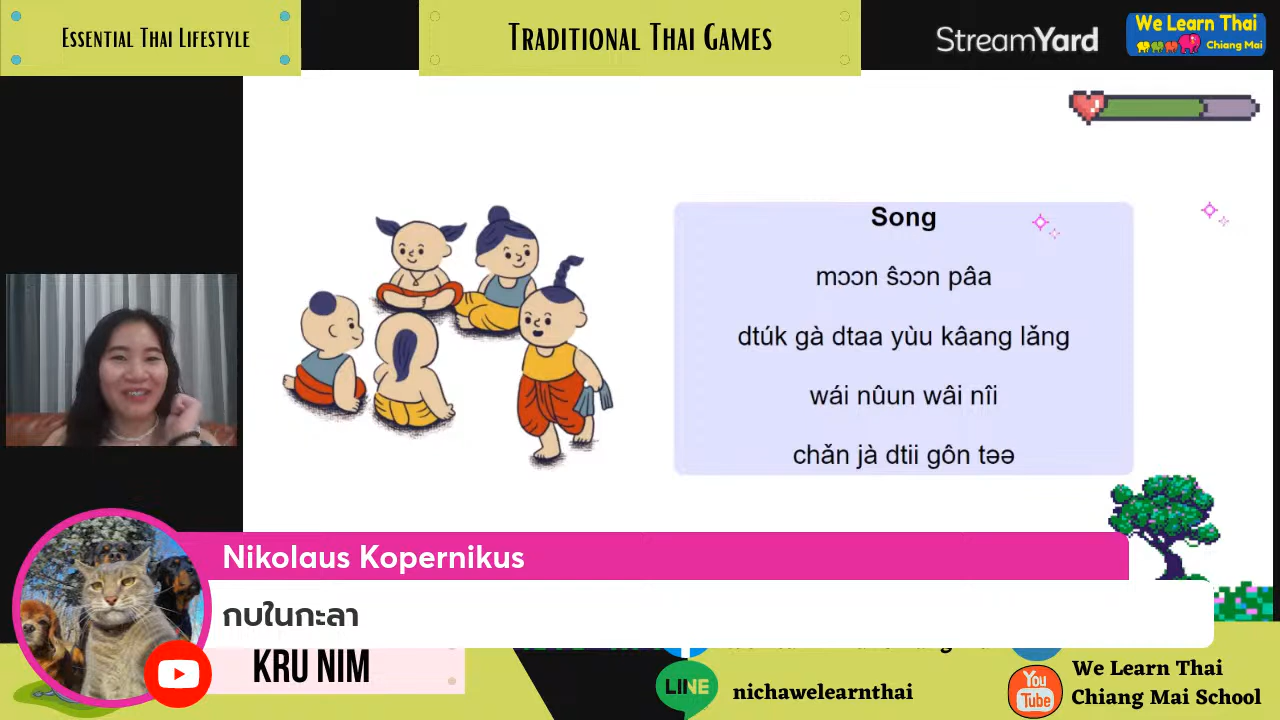 Essential Thai Lifestyle
Traditional Thai Games
StreamYard
We Learn Thai
Chiang Mai
Song
mɔɔn ŝɔɔn pâa
dtúk gà dtaa yùu kâang lǎng
wái nûun wâi nîi
chǎn jà dtii gôn təə
Nikolaus Kopernikus
กบในกะลา
KRU NIM
LINE
nichawelearnthai
You
Tube
We Learn Thai
Chiang Mai School